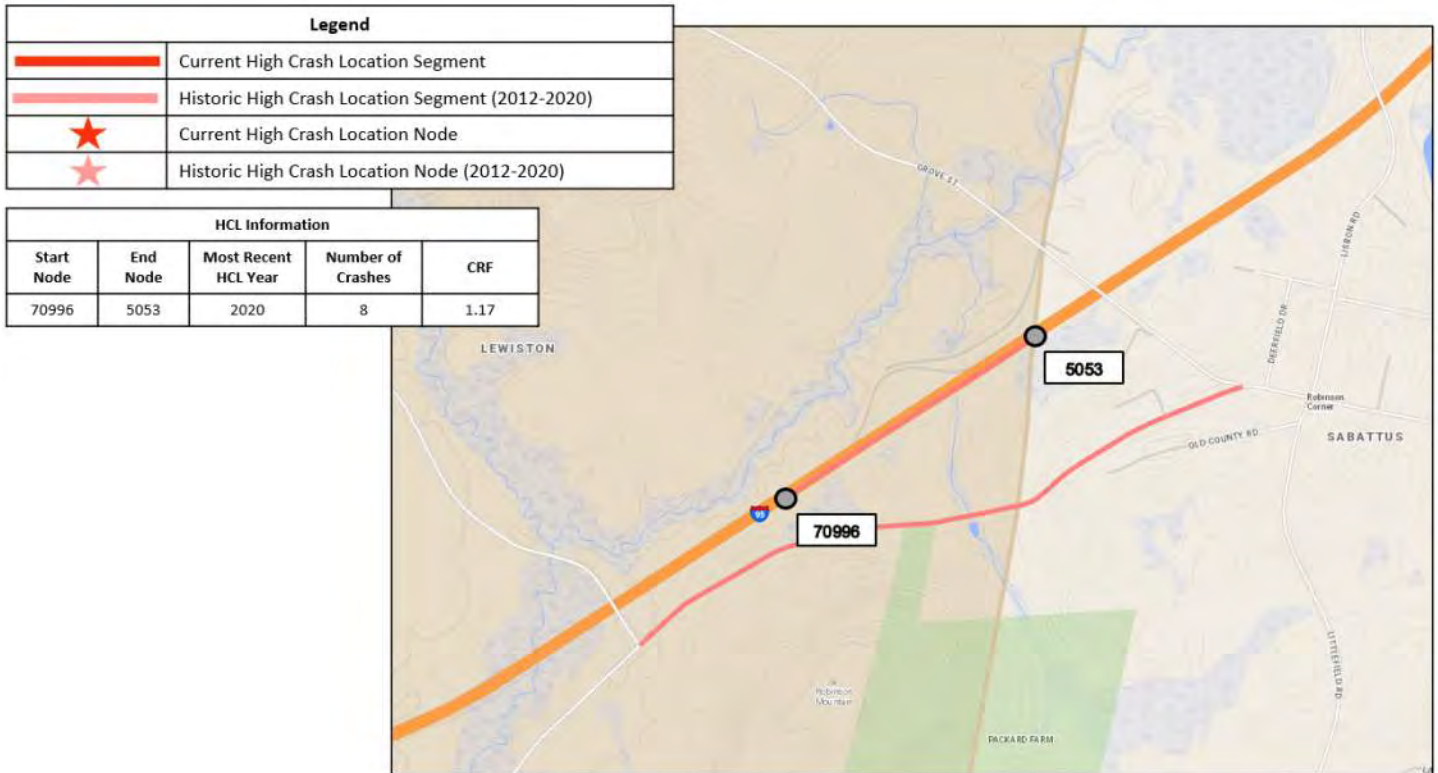 Legend
Current High Crash Location Segment
Historic High Crash Location Segment (2012-2020)
Current High Crash Location Node
Historic High Crash Location Node (2012-2020)
HCL Information
Start Node
End Node
Most Recent HCL Year
Number of Crashes
CRF
70996
5053
2020
8
1.17
GROVE ST
LISBON RD
LEWISTON
DEERFIELD DR
5053
Robinson Corner
OLD COUNTY RD
SABATTUS
95
70996
LITTLEFIELD RD
Robinson Mountain
PACKARD FARM